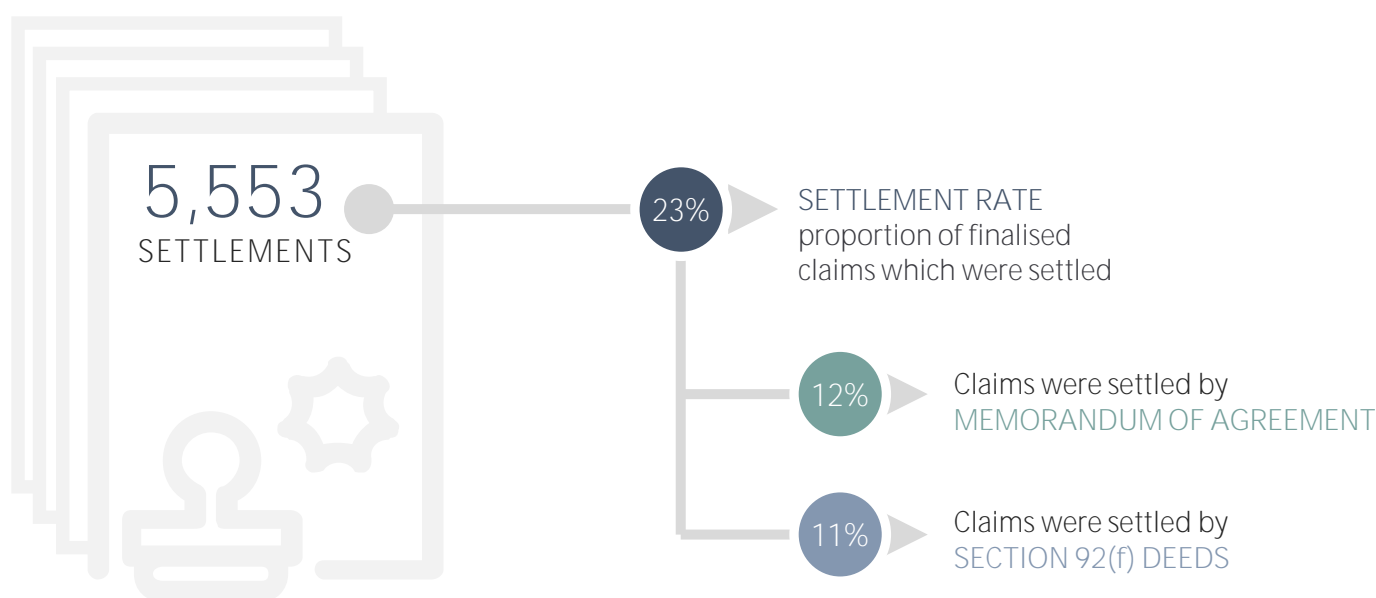 5,553
SETTLEMENTS
23%
SETTLEMENT RATE
proportion of finalised
claims which were settled
12%
Claims were settled by
MEMORANDUM OF AGREEMENT
11%
Claims were settled by
SECTION 92(f) DEEDS